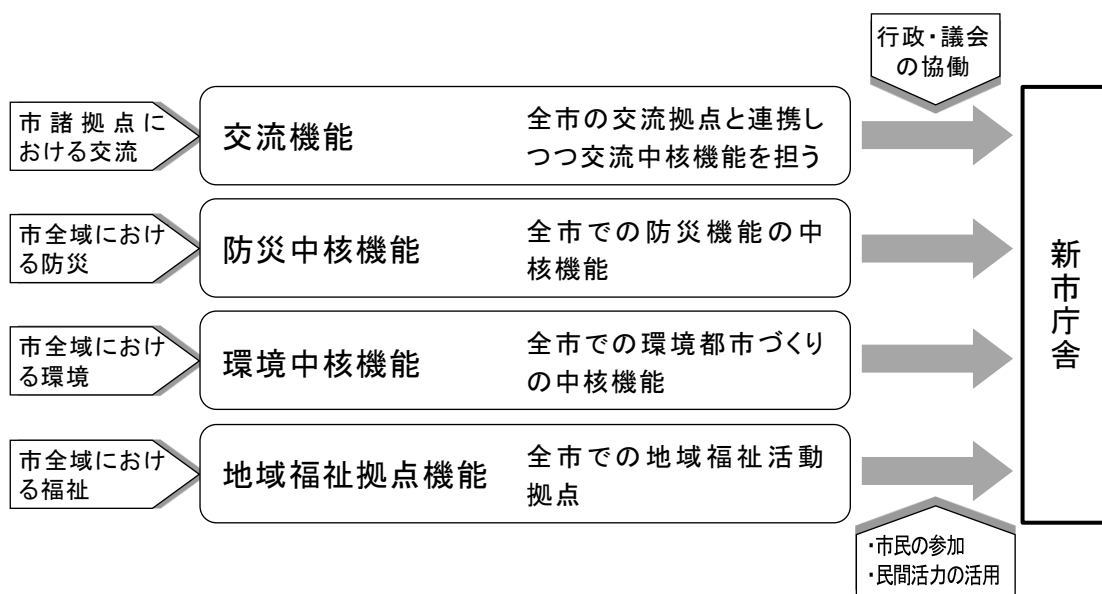 行政・議会
の協働
市諸拠点に
おける交流
交流機能
全市の交流拠点と連携し
つつ交流中核機能を担う
市全域におけ
る防災
防災中核機能
全市での防災機能の中
核機能
市全域におけ
る環境
環境中核機能
全市での環境都市づくり
の中核機能
市全域におけ
る福祉
地域福祉拠点機能
全市での地域福祉活動
拠点
新市庁舎
・市民の参加
・民間活力の活用